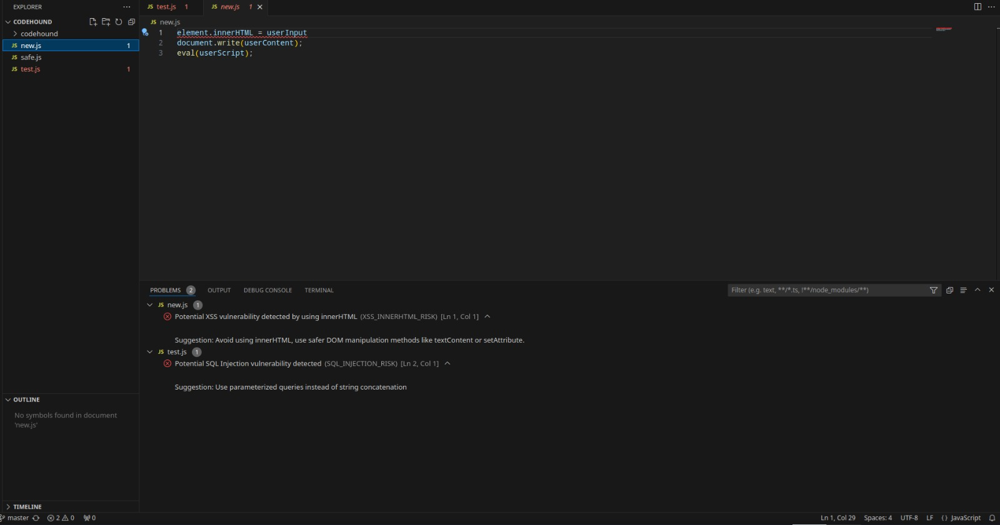 EXPLORER
CODEHOUND
codehound
JS new.js 1
JS safe.js
JS test.js 1
OUTLINE
No symbols found in document
'new.js'
TIMELINE
JS test.js 1
JS new.js 1
JS new.js
1 element.innerHTML = userInput
2 document.write(userContent);
3 eval(userScript);
PROBLEMS 2 OUTPUT DEBUG CONSOLE TERMINAL
Filter (e.g. text, **/*.ts, !**/node_modules/**)
JS new.js 1
Potential XSS vulnerability detected by using innerHTML (XSS_INNERHTML_RISK) [Ln 1, Col 1]
Suggestion: Avoid using innerHTML, use safer DOM manipulation methods like textContent or setAttribute.
JS test.js 1
Potential SQL Injection vulnerability detected (SQL_INJECTION_RISK) [Ln 2, Col 1]
Suggestion: Use parameterized queries instead of string concatenation
master 2 0 0
Ln 1, Col 29 Spaces: 4 UTF-8 LF {} JavaScript